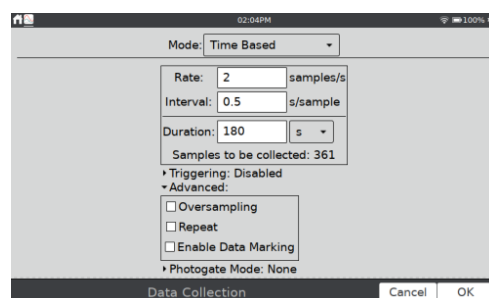 02:04PM 100%
Mode: Time Based
Rate: 2 samples/s
Interval: 0.5 s/sample
Duration: 180 s
Samples to be collected: 361
Triggering: Disabled
Advanced:
Oversampling
Repeat
Enable Data Marking
Photogate Mode: None
Data Collection Cancel OK